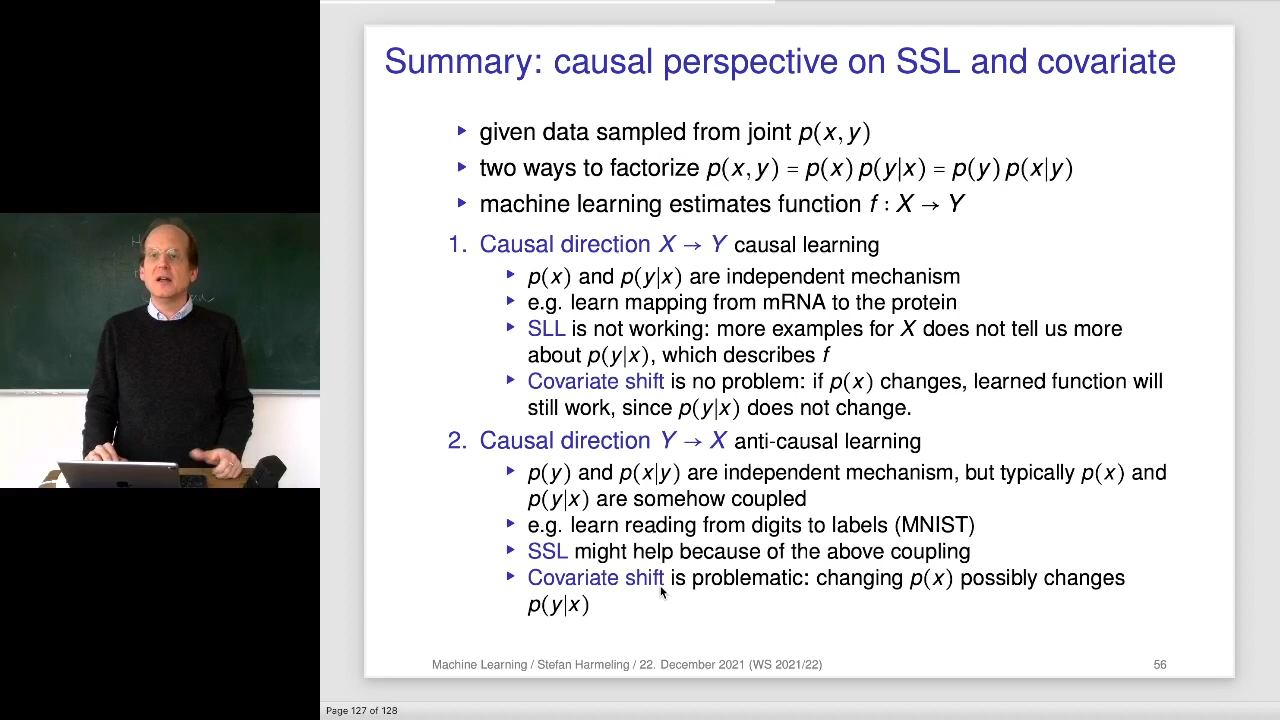 Summary: causal perspective on SSL and covariate
▸ given data sampled from joint p(x, y)
▸ two ways to factorize p(x, y) = p(x) p(y|x) = p(y) p(x|y)
▸ machine learning estimates function f : X → Y
1. Causal direction X → Y causal learning
▸ p(x) and p(y|x) are independent mechanism
▸ e.g. learn mapping from mRNA to the protein
▸ SLL is not working: more examples for X does not tell us more
about p(y|x), which describes f
▸ Covariate shift is no problem: if p(x) changes, learned function will
still work, since p(y|x) does not change.
2. Causal direction Y → X anti-causal learning
▸ p(y) and p(x|y) are independent mechanism, but typically p(x) and
p(y|x) are somehow coupled
▸ e.g. learn reading from digits to labels (MNIST)
▸ SSL might help because of the above coupling
▸ Covariate shift is problematic: changing p(x) possibly changes
p(y|x)
Machine Learning / Stefan Harmeling / 22. December 2021 (WS 2021/22) 56
Page 127 of 128